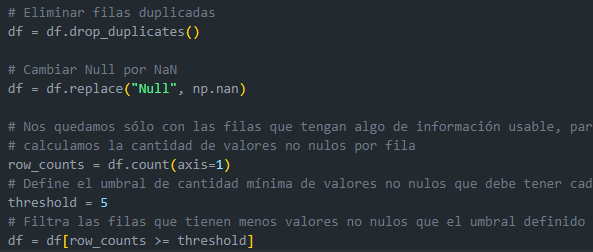 # Eliminar filas duplicadas
df = df.drop_duplicates()
# Cambiar Null por NaN
df = df.replace("Null", np.nan)
# Nos quedamos sólo con las filas que tengan algo de información usable, par
# calculamos la cantidad de valores no nulos por fila
row_counts = df.count(axis=1)
# Define el umbral de cantidad mínima de valores no nulos que debe tener cad
threshold = 5
# Filtra las filas que tienen menos valores no nulos que el umbral definido
df = df[row_counts >= threshold]